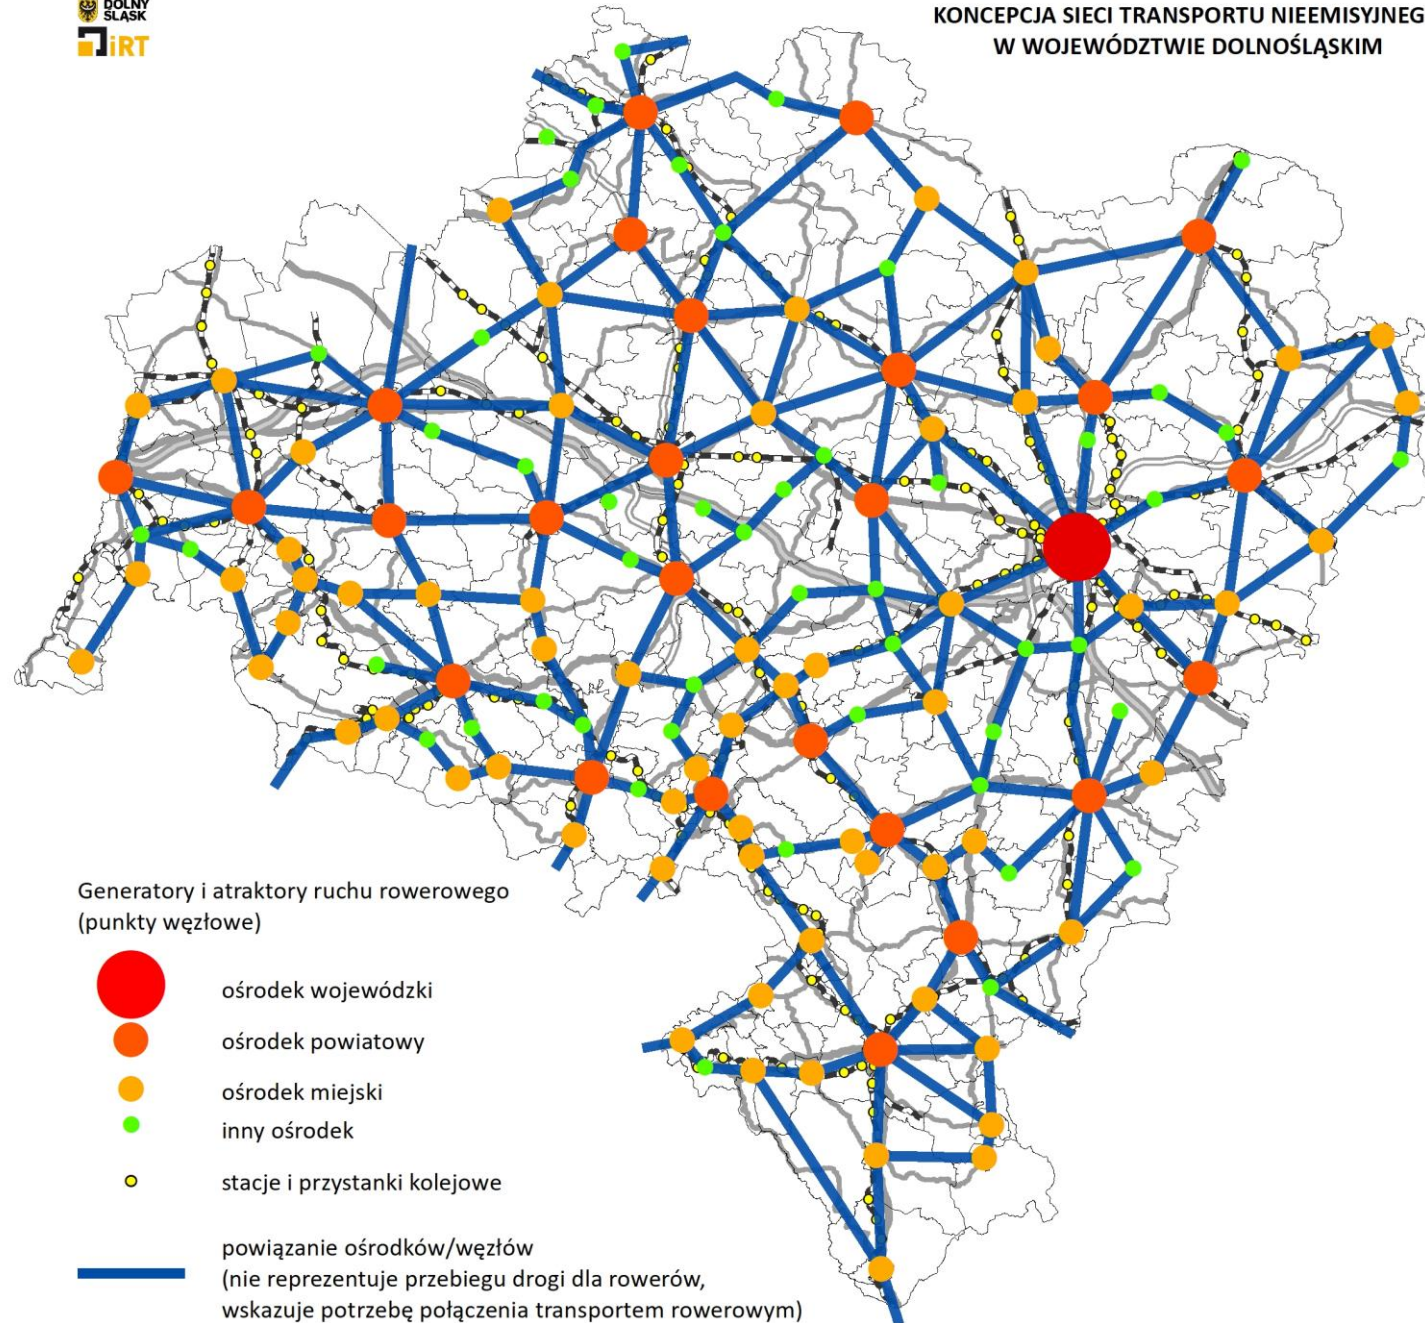 DOLNY
ŚLĄSK
iRT
KONCEPCJA SIECI TRANSPORTU NIEEMISYJNEG
W WOJEWÓDZTWIE DOLNOŚLĄSKIM
Generatory i atraktory ruchu rowerowego
(punkty węzłowe)
ośrodek wojewódzki
ośrodek powiatowy
ośrodek miejski
inny ośrodek
stacje i przystanki kolejowe
powiązanie ośrodków/węzłów
(nie reprezentuje przebiegu drogi dla rowerów,
wskazuje potrzebę połączenia transportem rowerowym)